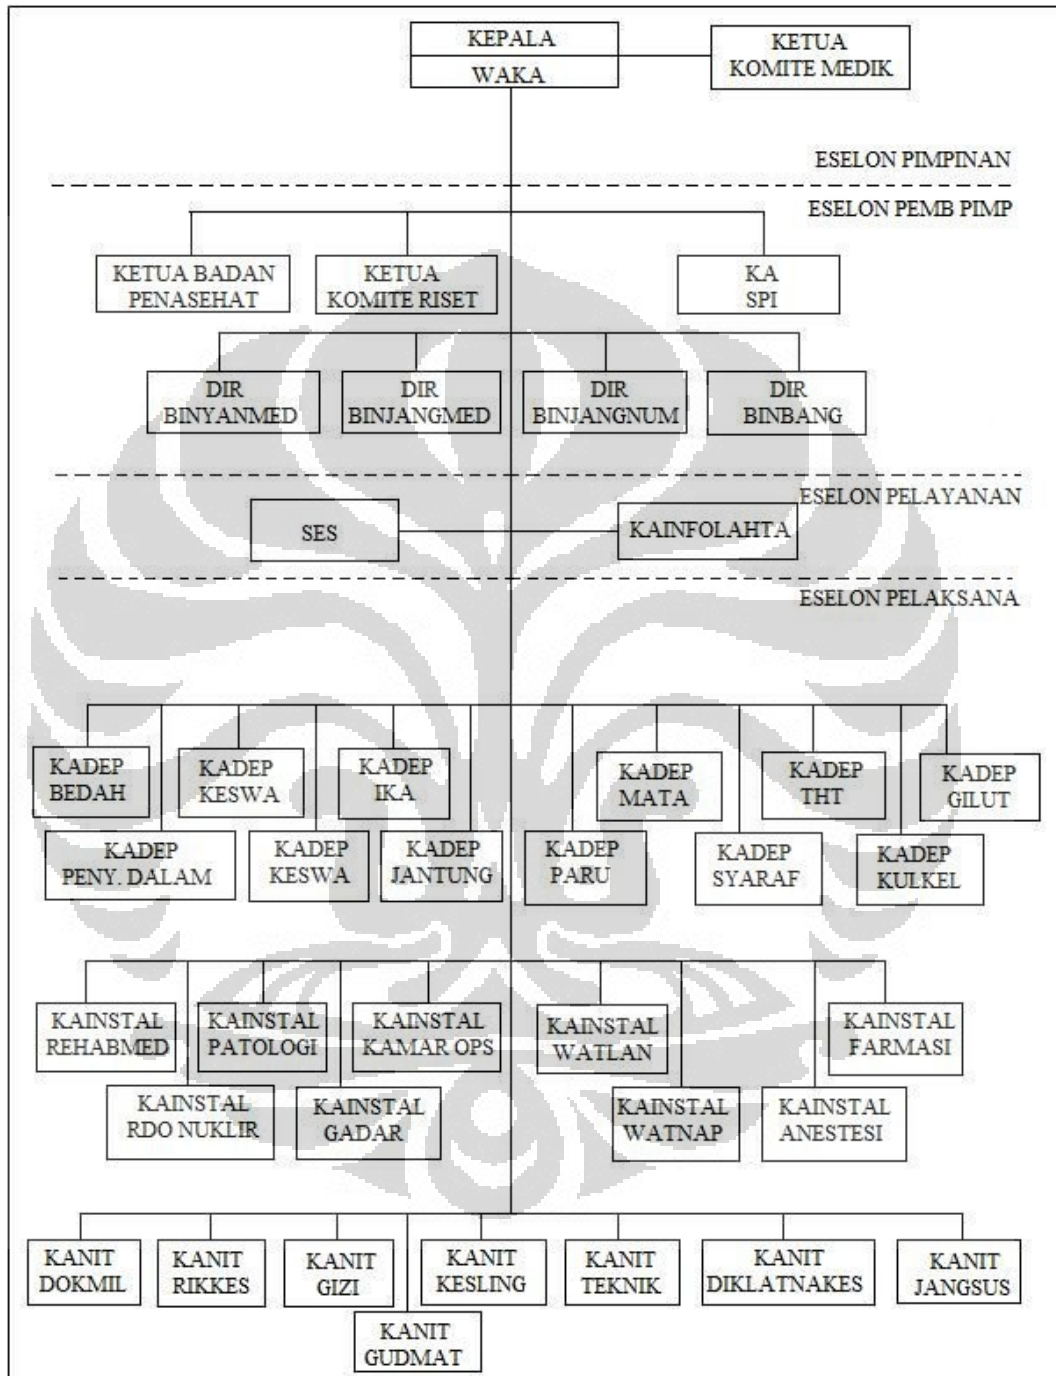 KEPALA
WAKA
KETUA
KOMITE MEDIK
ESELON PIMPINAN
ESELON PEMB PIMP
KETUA BADAN
PENASEHAT
KETUA
KOMITE RISET
KA
SPI
DIR
BINYANMED
DIR
BINJANGMED
DIR
BINJANGNUM
DIR
BINBANG
ESELON PELAYANAN
SES
KAINFOLAHTA
ESELON PELAKSANA
KADEP
BEDAH
KADEP
KESWA
KADEP
IKA
KADEP
MATA
KADEP
THT
KADEP
GILUT
KADEP
PENY. DALAM
KADEP
KESWA
KADEP
JANTUNG
KADEP
PARU
KADEP
SYARAF
KADEP
KULKEL
KAINSTAL
REHABMED
KAINSTAL
PATOLOGI
KAINSTAL
KAMAR OPS
KAINSTAL
WATLAN
KAINSTAL
FARMASI
KAINSTAL
RDO NUKLIR
KAINSTAL
GADAR
KAINSTAL
WATNAP
KAINSTAL
ANESTESI
KANIT
DOKMIL
KANIT
RIKKES
KANIT
GIZI
KANIT
KESLING
KANIT
TEKNIK
KANIT
DIKLATNAKES
KANIT
JANGSUS
KANIT
GUDMAT